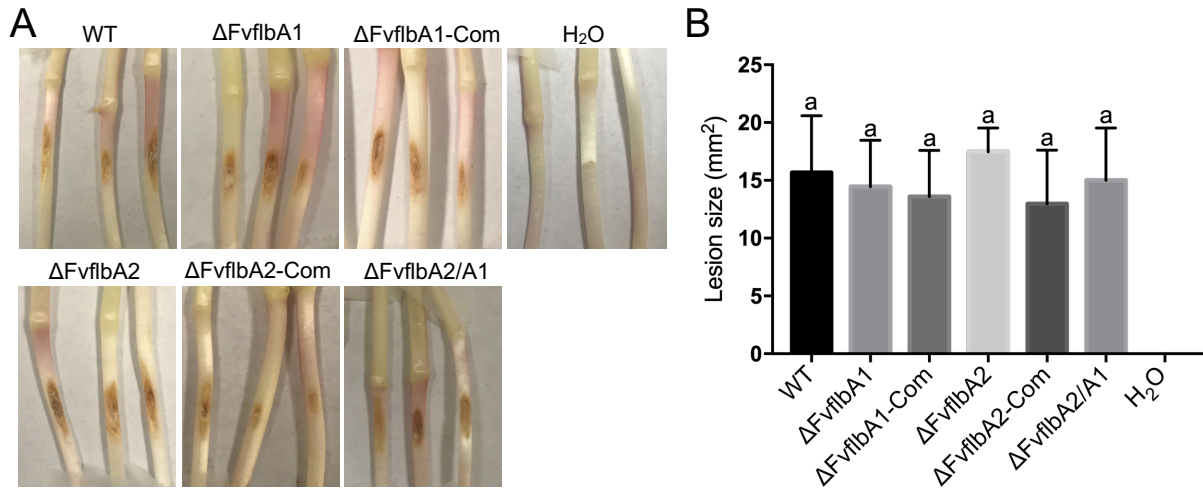 A
WT
ΔFvflbA1
ΔFvflbA1-Com
H₂O
ΔFvflbA2
ΔFvflbA2-Com
ΔFvflbA2/A1
B
Lesion size (mm²)
25
20
15
10
5
0
a
a
a
a
a
a
WT
ΔFvflbA1
ΔFvflbA1-Com
ΔFvflbA2
ΔFvflbA2-Com
ΔFvflbA2/A1
H₂O